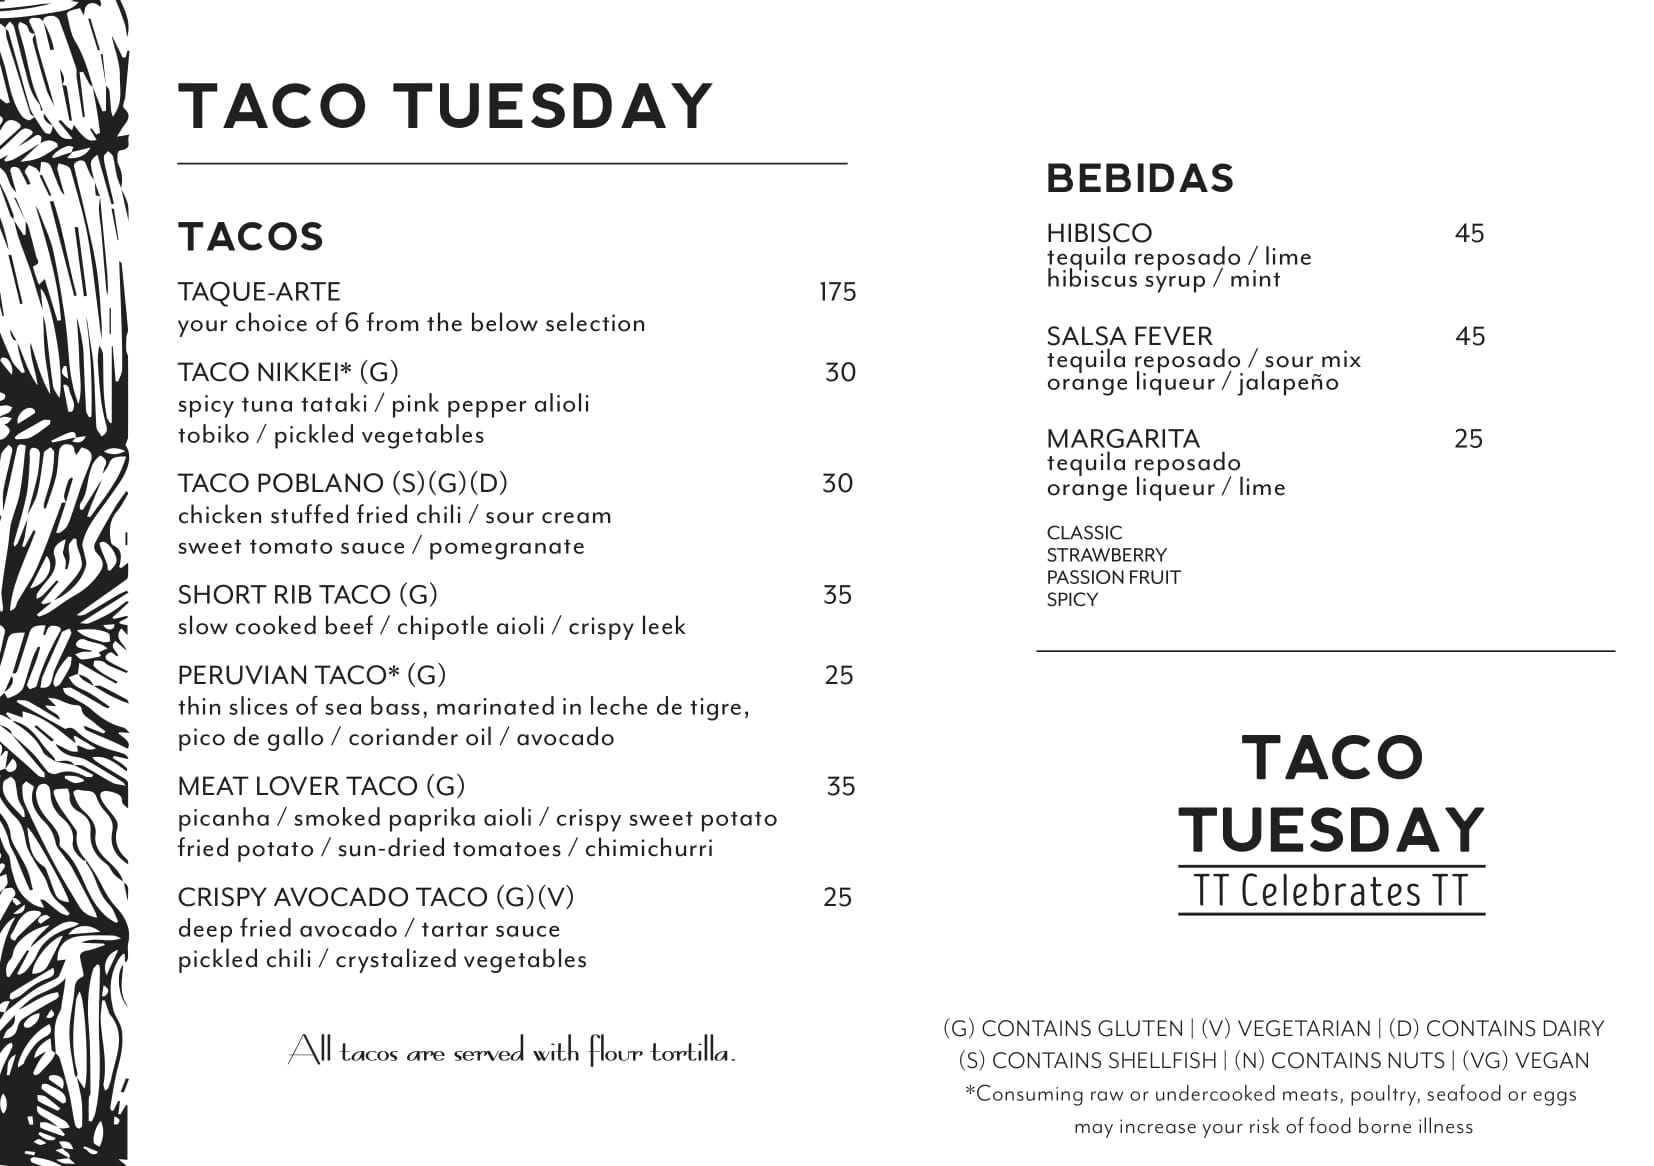 TACO TUESDAY
TACOS
TAQUE-ARTE 175
your choice of 6 from the below selection
TACO NIKKEI* (G) 30
spicy tuna tataki / pink pepper alioli
tobiko / pickled vegetables
TACO POBLANO (S)(G)(D) 30
chicken stuffed fried chili / sour cream
sweet tomato sauce / pomegranate
SHORT RIB TACO (G) 35
slow cooked beef / chipotle aioli / crispy leek
PERUVIAN TACO* (G) 25
thin slices of sea bass, marinated in leche de tigre,
pico de gallo / coriander oil / avocado
MEAT LOVER TACO (G) 35
picanha / smoked paprika aioli / crispy sweet potato
fried potato / sun-dried tomatoes / chimichurri
CRISPY AVOCADO TACO (G)(V) 25
deep fried avocado / tartar sauce
pickled chili / crystalized vegetables
All tacos are served with flour tortilla.
BEBIDAS
HIBISCO 45
tequila reposado / lime
hibiscus syrup / mint
SALSA FEVER 45
tequila reposado / sour mix
orange liqueur / jalapeño
MARGARITA 25
tequila reposado
orange liqueur / lime
CLASSIC
STRAWBERRY
PASSION FRUIT
SPICY
TACO
TUESDAY
TT Celebrates TT
(G) CONTAINS GLUTEN | (V) VEGETARIAN | (D) CONTAINS DAIRY
(S) CONTAINS SHELLFISH | (N) CONTAINS NUTS | (VG) VEGAN
*Consuming raw or undercooked meats, poultry, seafood or eggs
may increase your risk of food borne illness